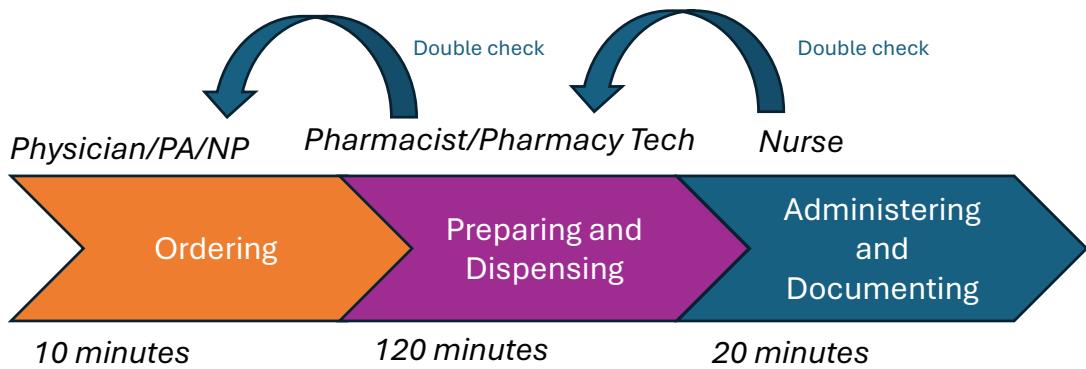 Double check
Double check
Physician/PA/NP
Pharmacist/Pharmacy Tech
Nurse
Ordering
Preparing and
Dispensing
Administering
and
Documenting
10 minutes
120 minutes
20 minutes